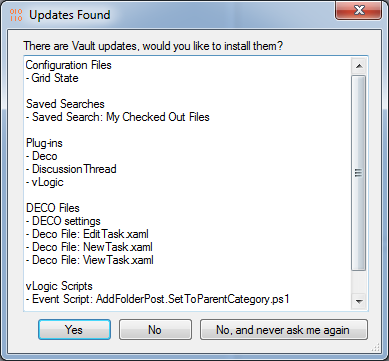 Updates Found
There are Vault updates, would you like to install them?
Configuration Files
- Grid State
Saved Searches
- Saved Search: My Checked Out Files
Plug-ins
- Deco
- DiscussionThread
- vLogic
DECO Files
- DECO settings
- Deco File: EditTask.xaml
- Deco File: NewTask.xaml
- Deco File: ViewTask.xaml
vLogic Scripts
- Event Script: AddFolderPost.SetToParentCategory.ps1
Yes
No
No, and never ask me again